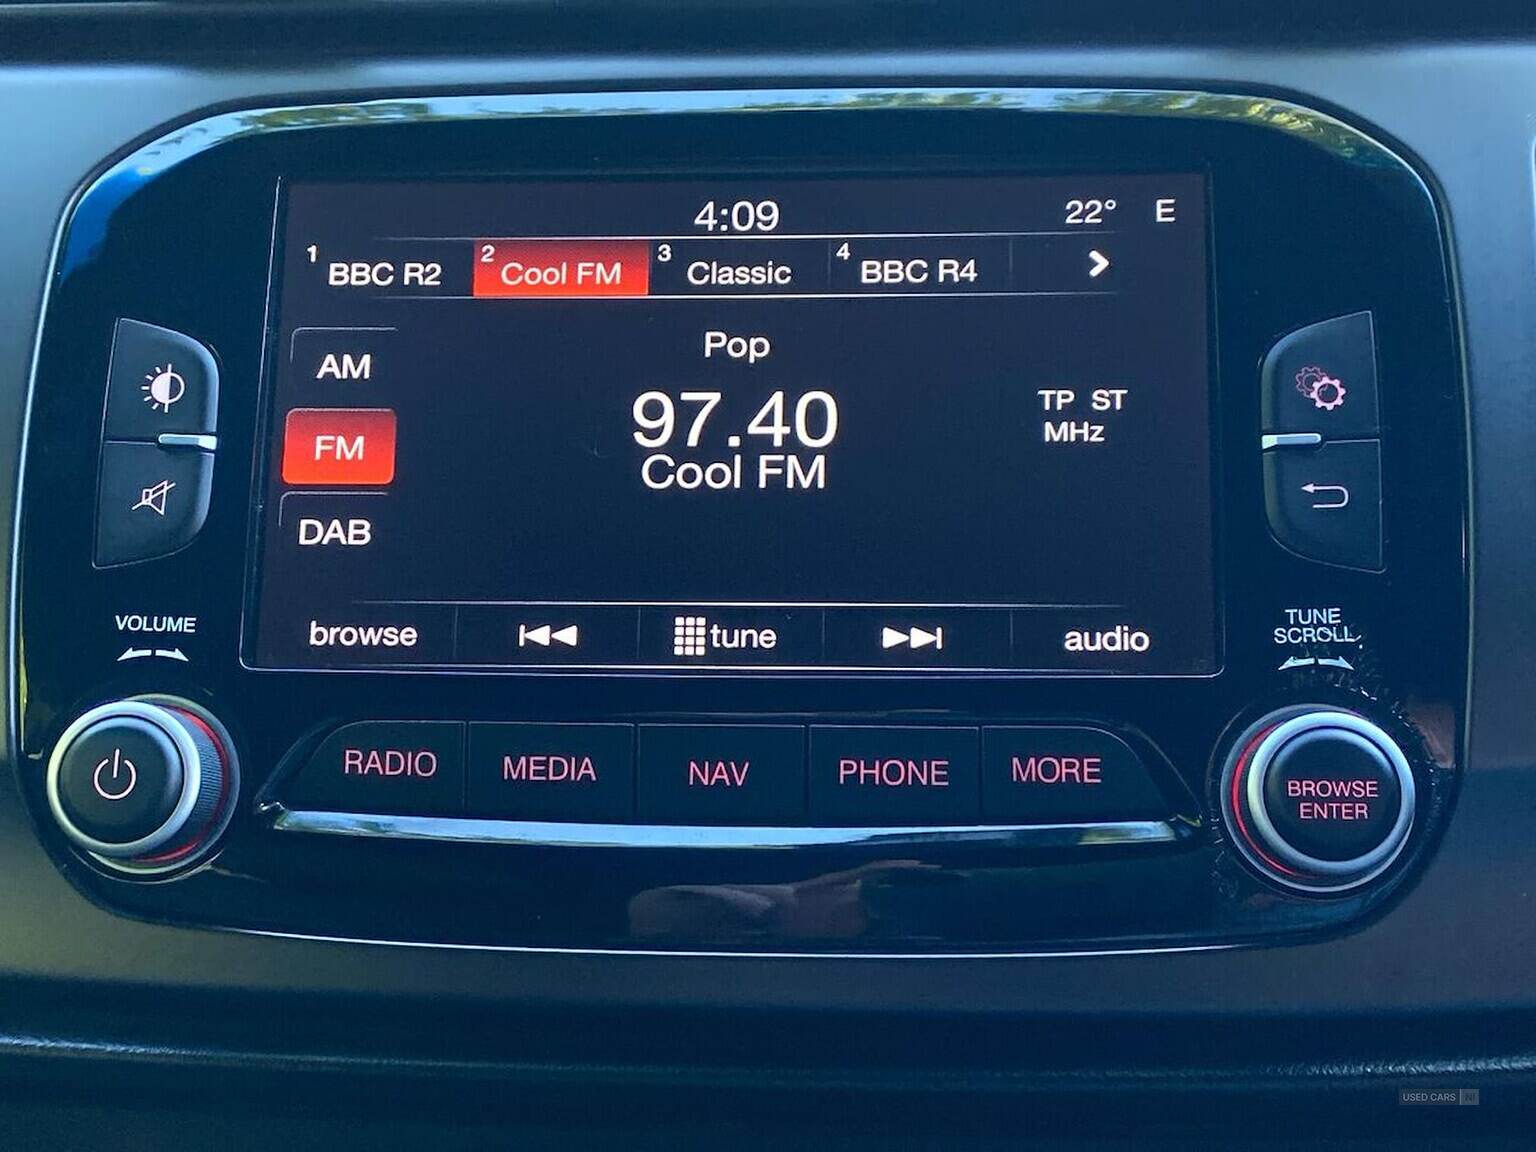 4:09 22° E
1 BBC R2 2 Cool FM 3 Classic 4 BBC R4
AM
Pop
FM
97.40
TP ST
MHz
Cool FM
DAB
browse tune audio
VOLUME
TUNE
SCROLL
RADIO MEDIA NAV PHONE MORE
BROWSE
ENTER
USED CARS NI